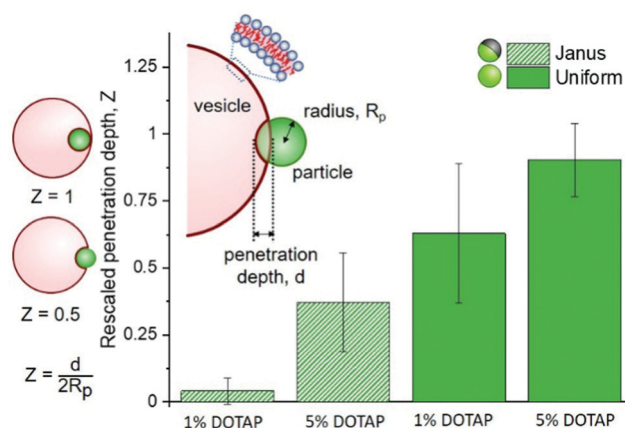 Rescaled penetration depth, Z
1.25
1
0.75
0.5
0.25
0
vesicle
radius, Rₚ
particle
penetration
depth, d
Janus
Uniform
Z = 1
Z = 0.5
Z = d
2Rₚ
1% DOTAP
5% DOTAP
1% DOTAP
5% DOTAP